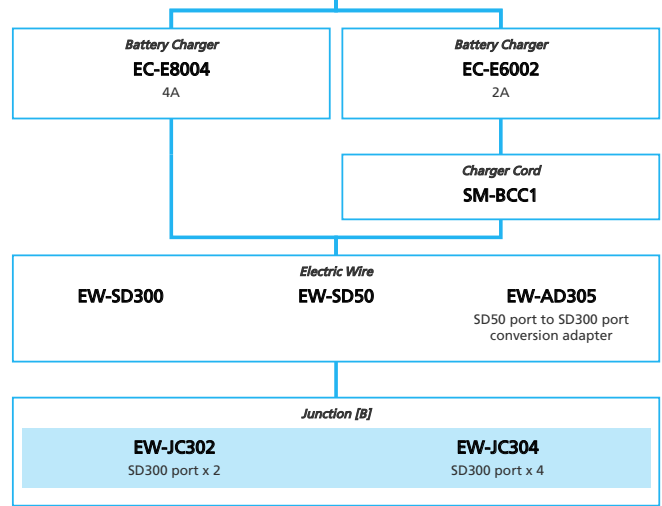 Battery Charger
EC-E8004
4A
Battery Charger
EC-E6002
2A
Charger Cord
SM-BCC1
Electric Wire
EW-SD300
EW-SD50
EW-AD305
SD50 port to SD300 port
conversion adapter
Junction [B]
EW-JC302
SD300 port x 2
EW-JC304
SD300 port x 4